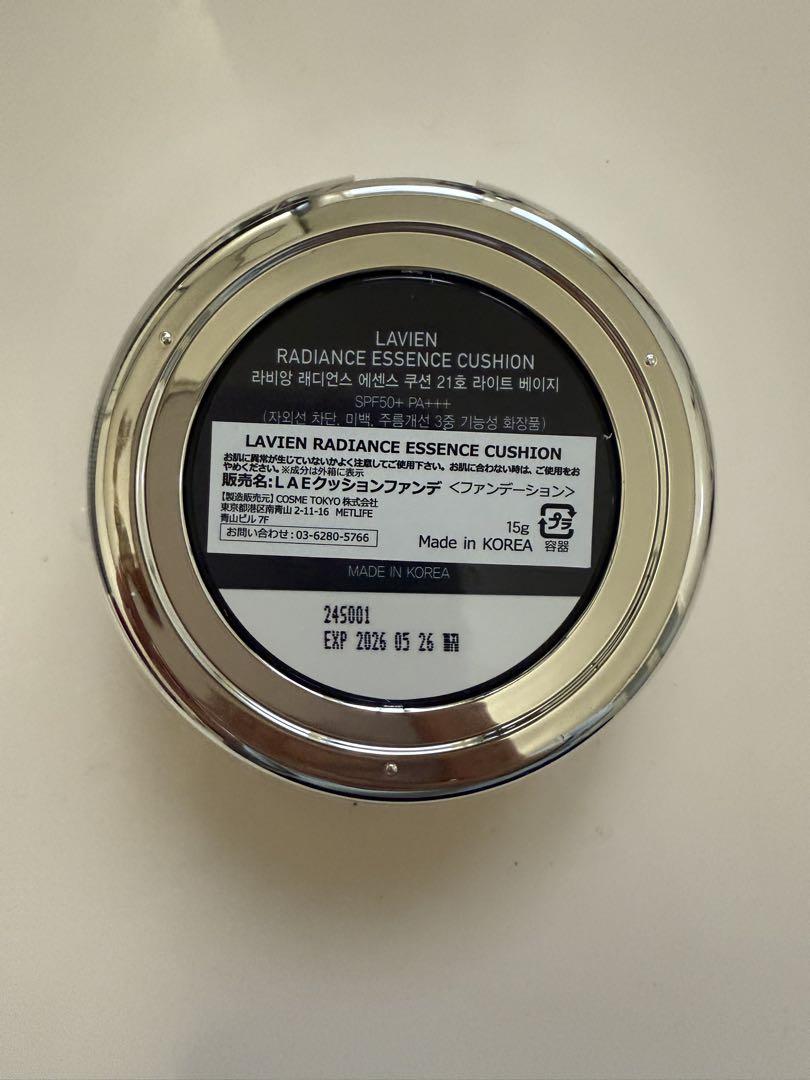 LAVIEN
RADIANCE ESSENCE CUSHION
라비앙 래디언스 에센스 쿠션 21호 라이트 베이지
SPF50+ PA+++
(자외선 차단, 미백, 주름개선 3중 기능성 화장품)
LAVIEN RADIANCE ESSENCE CUSHION
お肌に異常が生じていないかよく注意してご使用下さい。お肌に合わない時は、ご使用をお
やめください。※成分は外箱に表示
販売名:LAEクッションファンデ <ファンデーション>
【製造販売元】COSME TOKYO 株式会社
東京都港区南青山 2-11-16 METLIFE
青山ビル 7F
お問い合わせ:03-6280-5766
15g
Made in KOREA
プラ
容器
MADE IN KOREA
24S001
EXP 2026 05 26